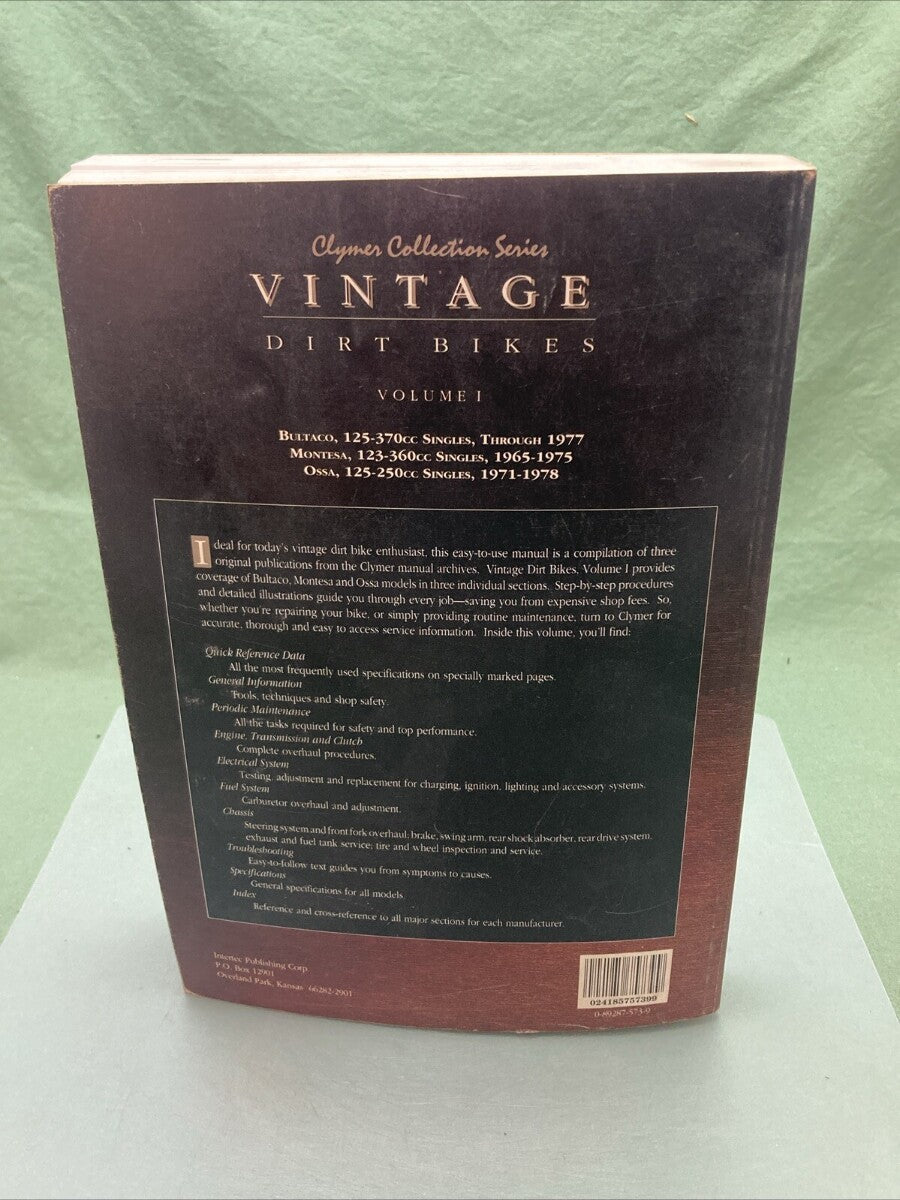 Clymer Collection Series
VINTAGE
DIRT BIKES
VOLUME I
BULTACO, 125-370CC SINGLES, THROUGH 1977
MONTESA, 123-360CC SINGLES, 1965-1975
OSSA, 125-250CC SINGLES, 1971-1978
Ideal for today's vintage dirt bike enthusiast, this easy-to-use manual is a compilation of three
original publications from the Clymer manual archives. Vintage Dirt Bikes, Volume I provides
coverage of Bultaco, Montesa and Ossa models in three individual sections. Step-by-step procedures
and detailed illustrations guide you through every job—saving you from expensive shop fees. So,
whether you're repairing your bike, or simply providing routine maintenance, turn to Clymer for
accurate, thorough and easy to access service information. Inside this volume, you'll find:
Quick Reference Data
All the most frequently used specifications on specially marked pages.
General Information
Tools, techniques and shop safety.
Periodic Maintenance
All the tasks required for safety and top performance.
Engine, Transmission and Clutch
Complete overhaul procedures.
Electrical System
Testing, adjustment and replacement for charging, ignition, lighting and accessory systems.
Fuel System
Carburetor overhaul and adjustment.
Chassis
Steering system and front fork overhaul; brake, swing arm, rear shock absorber, rear drive system,
exhaust and fuel tank service; tire and wheel inspection and service.
Troubleshooting
Easy-to-follow text guides you from symptoms to causes.
Specifications
General specifications for all models
Index
Reference and cross-reference to all major sections for each manufacturer.
Intertec Publishing Corp
P.O. Box 12901
Overland Park, Kansas 66282-2901
024185757399
0-89287-573-9